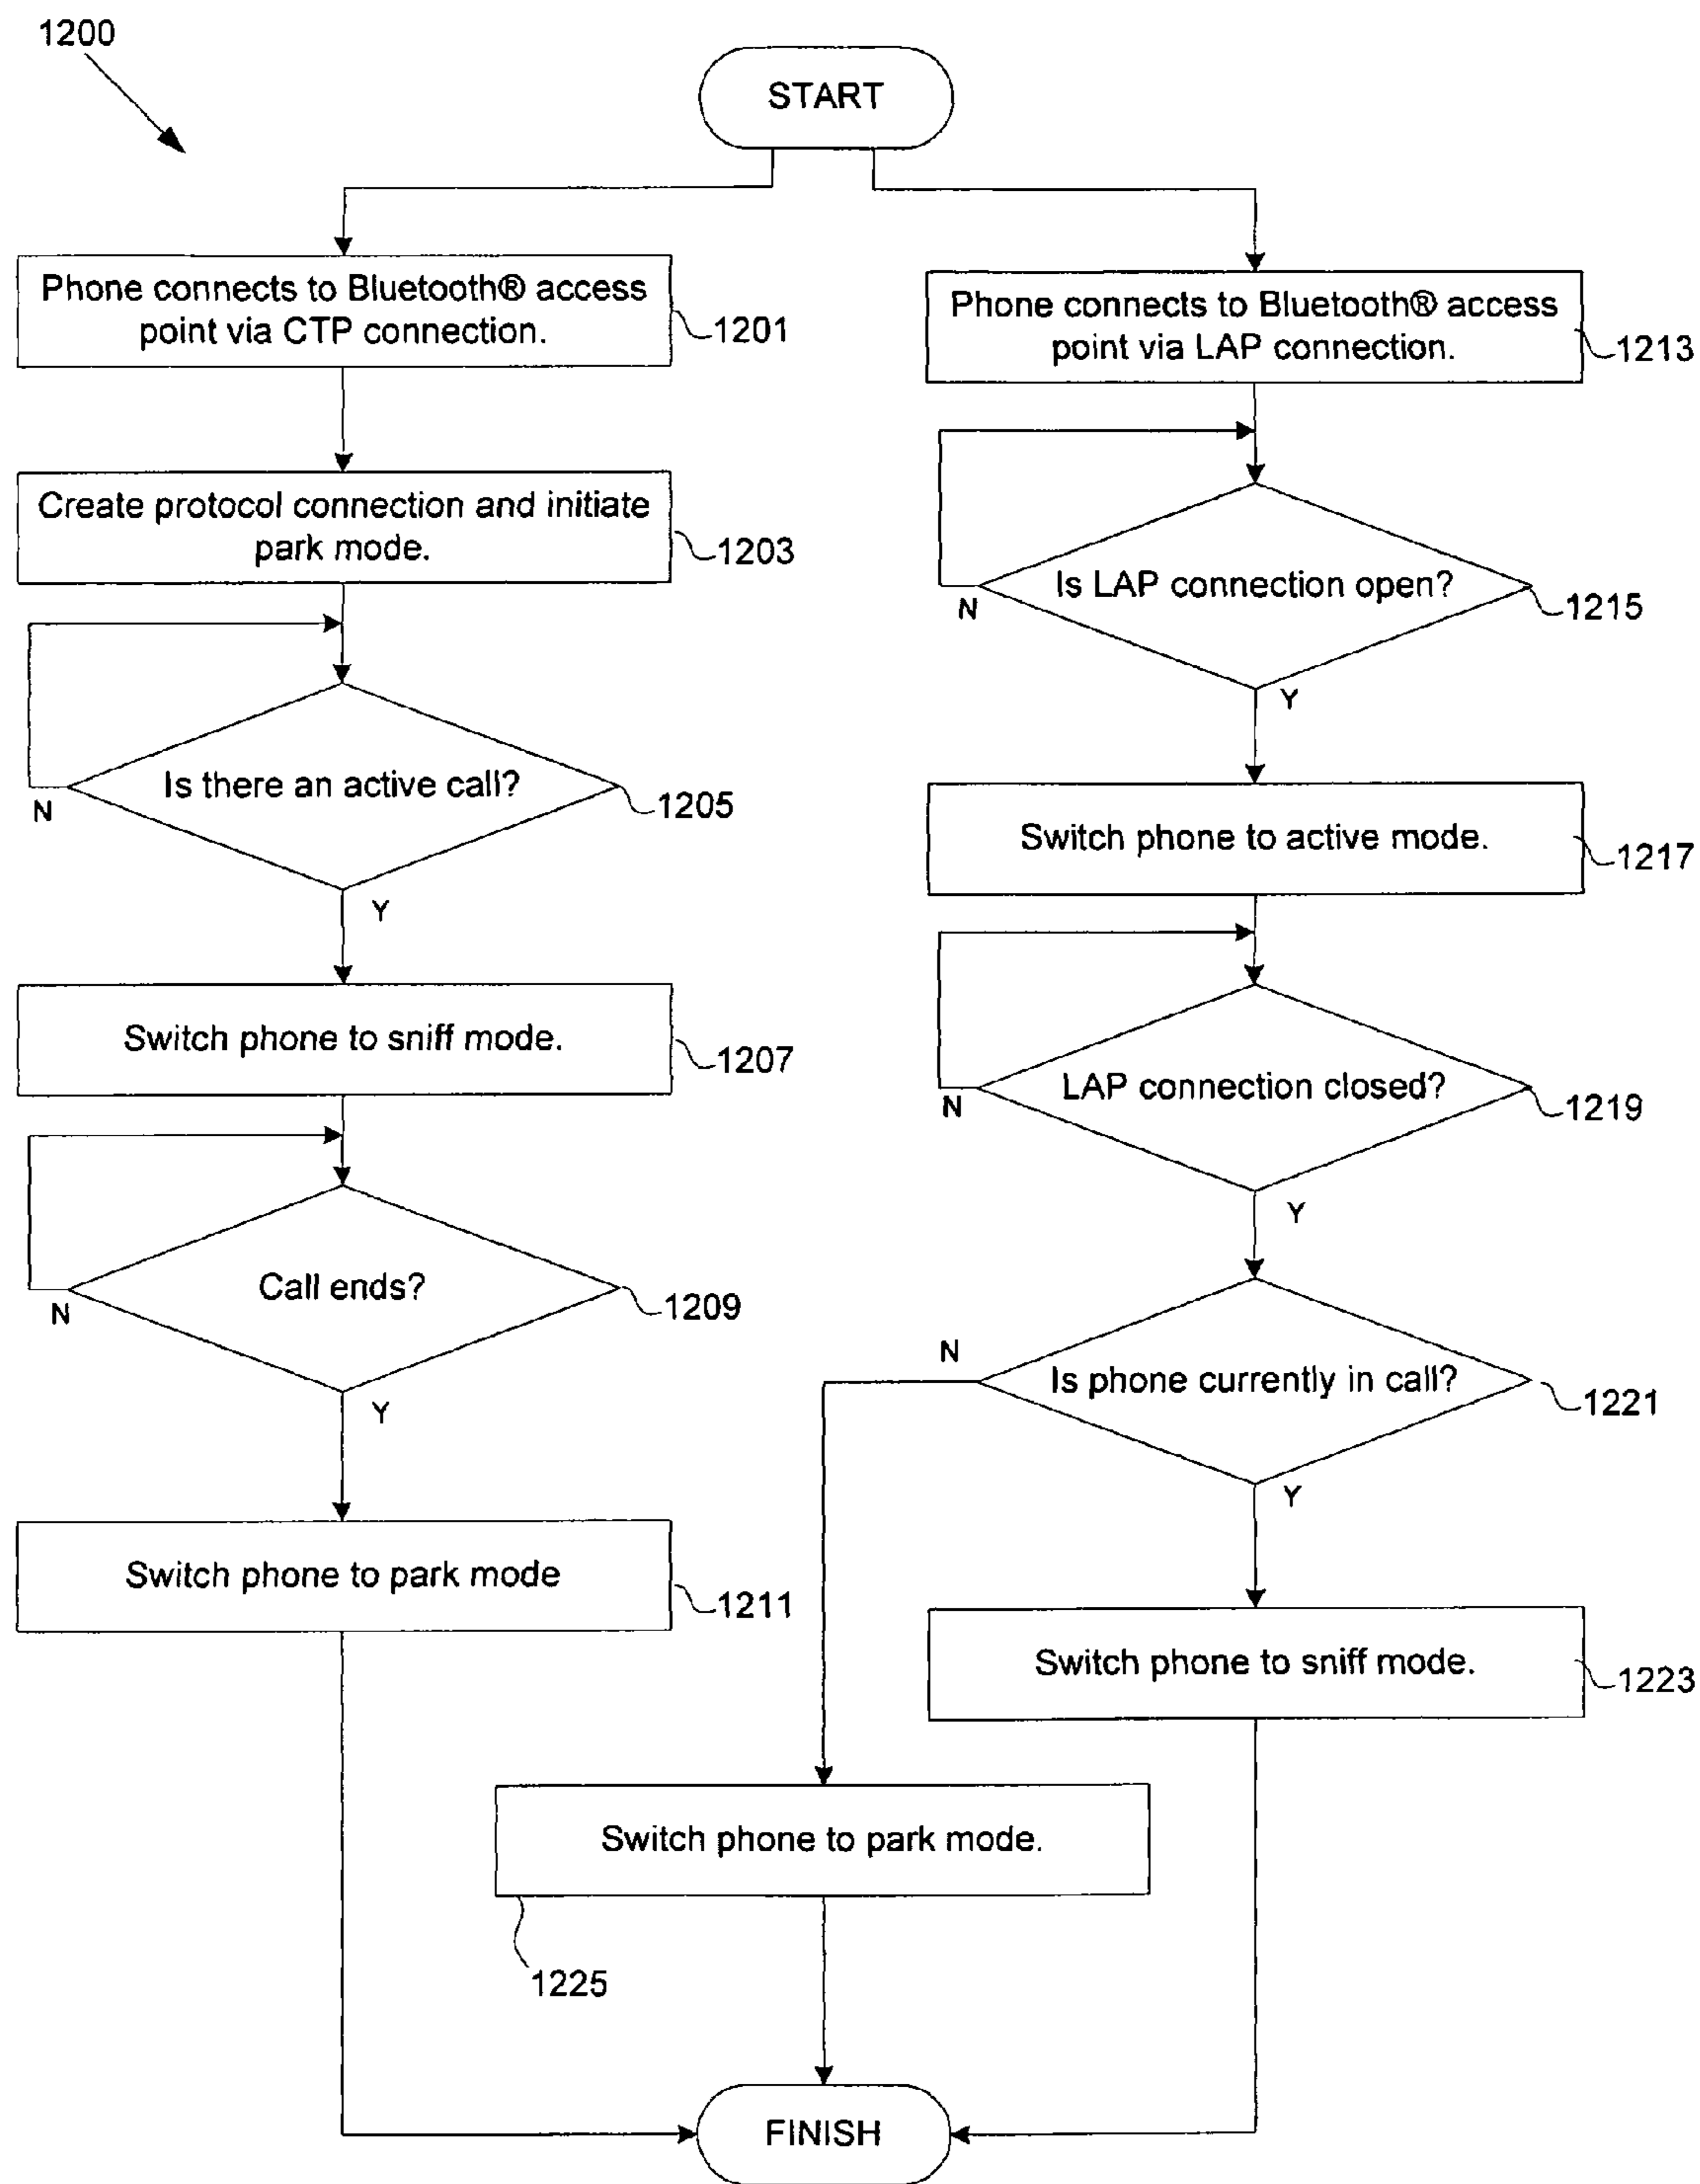 1200
START
Phone connects to Bluetooth® access
point via CTP connection.
1201
Create protocol connection and initiate
park mode.
1203
Is there an active call?
1205
N
Y
Switch phone to sniff mode.
1207
Call ends?
1209
N
Y
Switch phone to park mode
1211
Phone connects to Bluetooth® access
point via LAP connection.
1213
Is LAP connection open?
1215
N
Y
Switch phone to active mode.
1217
LAP connection closed?
1219
N
Y
Is phone currently in call?
1221
N
Y
Switch phone to sniff mode.
1223
Switch phone to park mode.
1225
FINISH